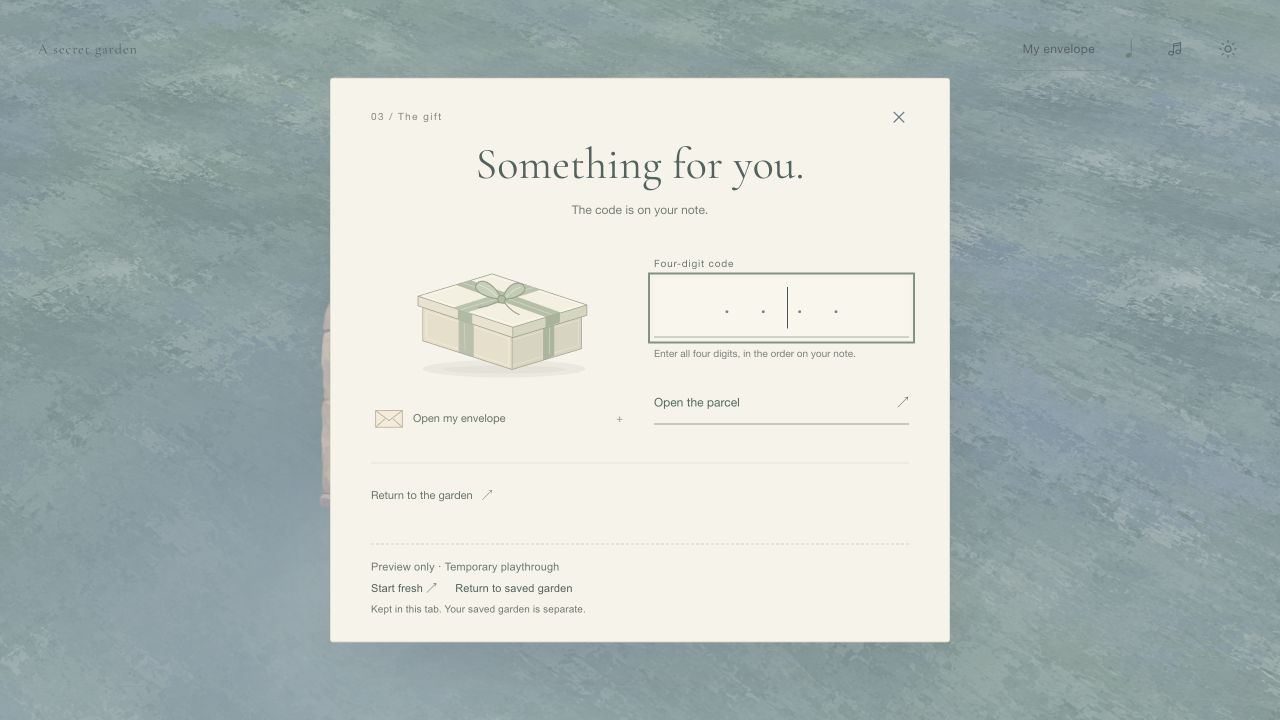 A secret garden
My envelope
03 / The gift
Something for you.
The code is on your note.
Four-digit code
Enter all four digits, in the order on your note.
Open the parcel
Open my envelope +
Return to the garden
Preview only · Temporary playthrough
Start fresh Return to saved garden
Kept in this tab. Your saved garden is separate.